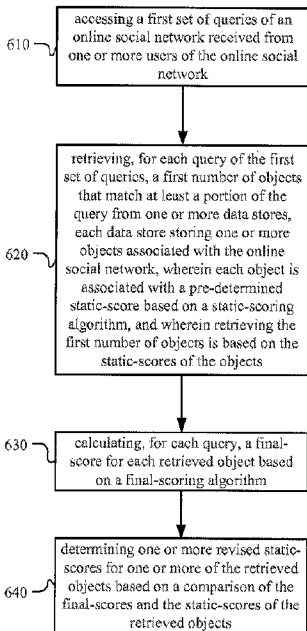 accessing a first set of queries of an
online social network received from
one or more users of the online social
network
610
retrieving, for each query of the first
set of queries, a first number of objects
that match at least a portion of the
query from one or more data stores,
each data store storing one or more
objects associated with the online
social network, wherein each object is
associated with a pre-determined
static-score based on a static-scoring
algorithm, and wherein retrieving the
first number of objects is based on the
static-scores of the objects
620
calculating, for each query, a final-
score for each retrieved object based
on a final-scoring algorithm
630
determining one or more revised static-
scores for one or more of the retrieved
objects based on a comparison of the
final-scores and the static-scores of the
retrieved objects
640